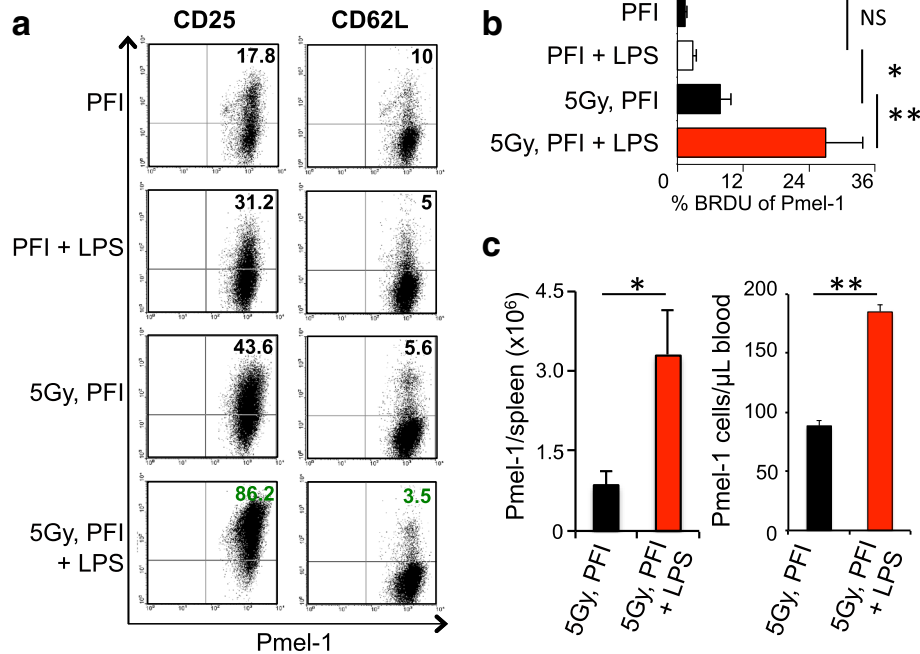 a
CD25
CD62L
PFI
17.8
10
PFI + LPS
31.2
5
5Gy, PFI
43.6
5.6
5Gy, PFI
+ LPS
86.2
3.5
Pmel-1
b
PFI
PFI + LPS
5Gy, PFI
5Gy, PFI + LPS
NS
*
**
0 12 24 36
% BRDU of Pmel-1
c
Pmel-1/spleen (x10⁶)
4.5
3.0
1.5
0
*
5Gy, PFI
5Gy, PFI
+ LPS
Pmel-1 cells/µL blood
200
150
100
50
0
**
5Gy, PFI
5Gy, PFI
+ LPS